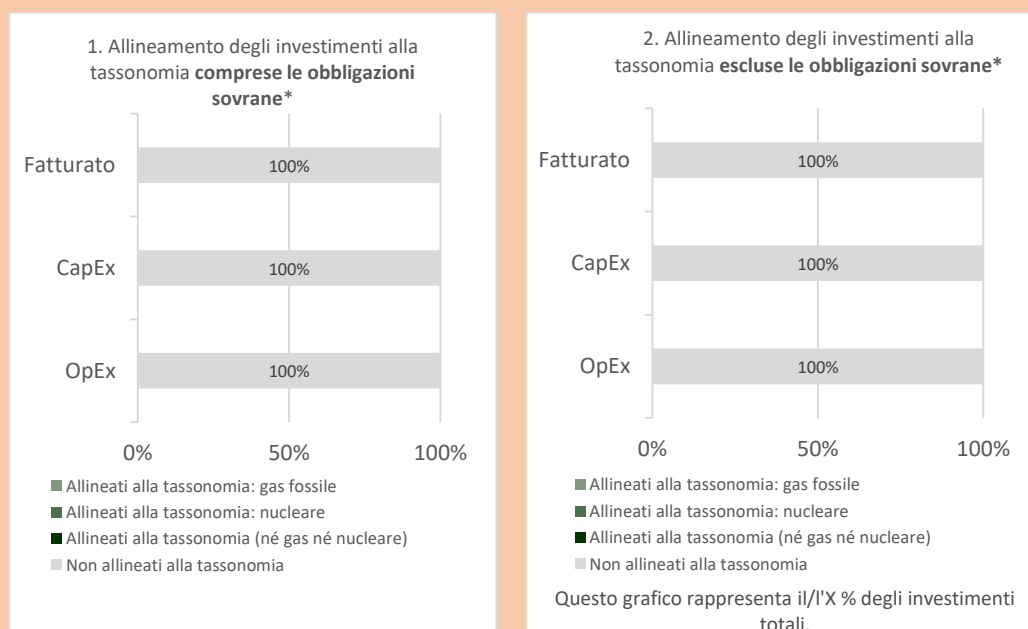 1. Allineamento degli investimenti alla
tassonomia comprese le obbligazioni
sovrane*
Fatturato
100%
CapEx
100%
OpEx
100%
0%
50%
100%
Allineati alla tassonomia: gas fossile
Allineati alla tassonomia: nucleare
Allineati alla tassonomia (né gas né nucleare)
Non allineati alla tassonomia
2. Allineamento degli investimenti alla
tassonomia escluse le obbligazioni sovrane*
Fatturato
100%
CapEx
100%
OpEx
100%
0%
50%
100%
Allineati alla tassonomia: gas fossile
Allineati alla tassonomia: nucleare
Allineati alla tassonomia (né gas né nucleare)
Non allineati alla tassonomia
Questo grafico rappresenta il/l'X % degli investimenti
totali.